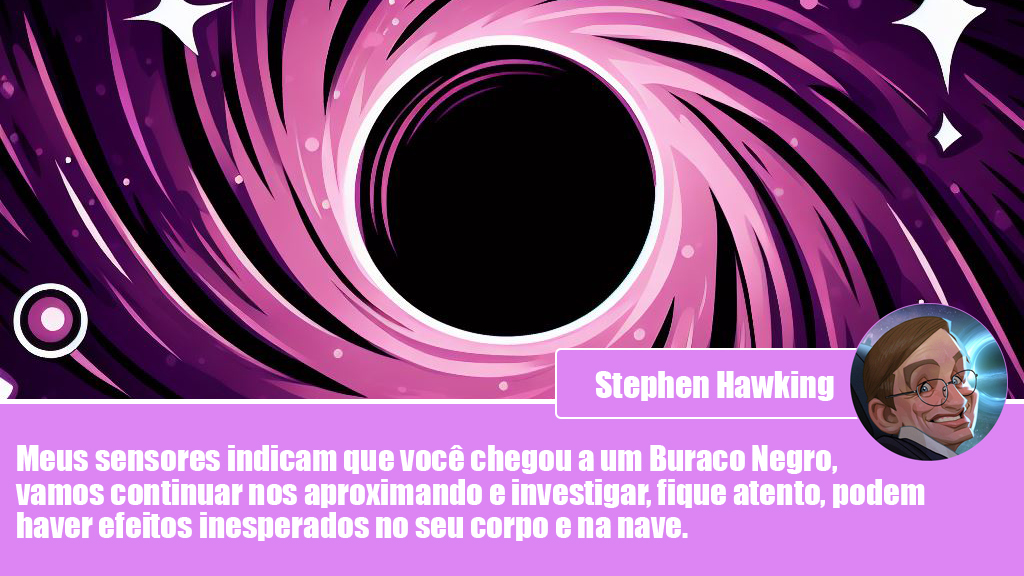 Stephen Hawking
Meus sensores indicam que você chegou a um Buraco Negro,
vamos continuar nos aproximando e investigar, fique atento, podem
haver efeitos inesperados no seu corpo e na nave.